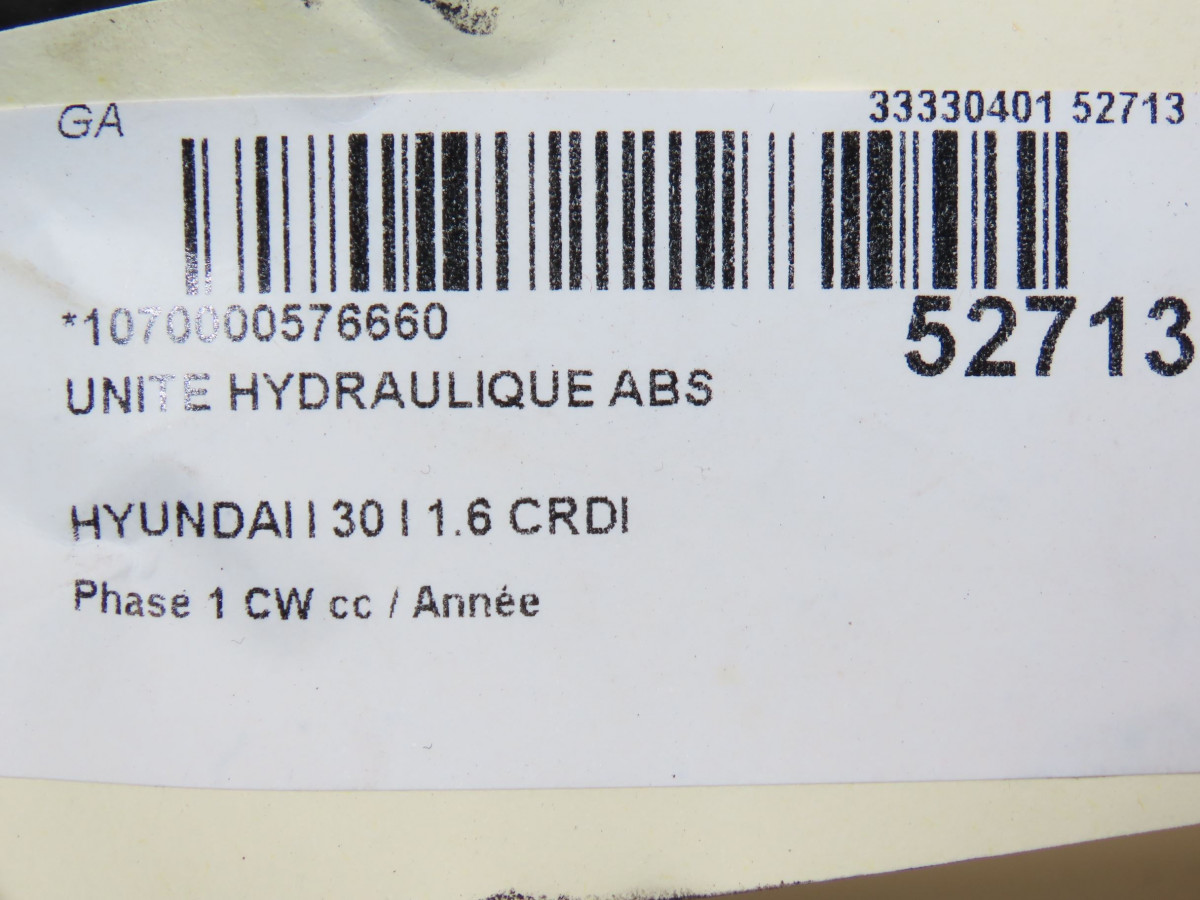 GA
33330401 52713
*1070000576660
52713
UNITE HYDRAULIQUE ABS
HYUNDAI I 30 I 1.6 CRDI
Phase 1 CW cc / Année